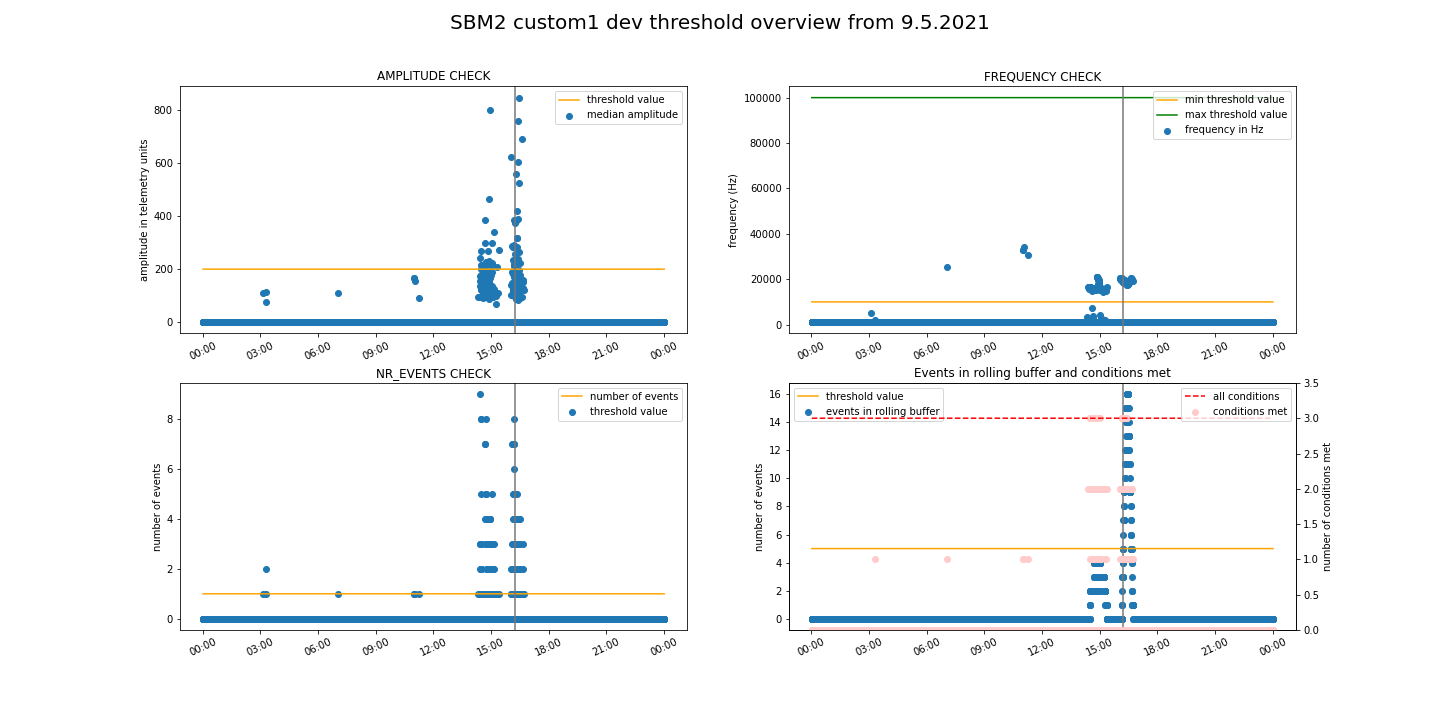 SBM2 custom1 dev threshold overview from 9.5.2021
AMPLITUDE CHECK
amplitude in telemetry units
800
600
400
200
0
threshold value
median amplitude
00:00 03:00 06:00 09:00 12:00 15:00 18:00 21:00 00:00
FREQUENCY CHECK
frequency (Hz)
100000
80000
60000
40000
20000
0
min threshold value
max threshold value
frequency in Hz
00:00 03:00 06:00 09:00 12:00 15:00 18:00 21:00 00:00
NR_EVENTS CHECK
number of events
8
6
4
2
0
number of events
threshold value
00:00 03:00 06:00 09:00 12:00 15:00 18:00 21:00 00:00
Events in rolling buffer and conditions met
number of events
16
14
12
10
8
6
4
2
0
threshold value
events in rolling buffer
all conditions
conditions met
3.5
3.0
2.5
2.0
1.5
1.0
0.5
0.0
number of conditions met
00:00 03:00 06:00 09:00 12:00 15:00 18:00 21:00 00:00